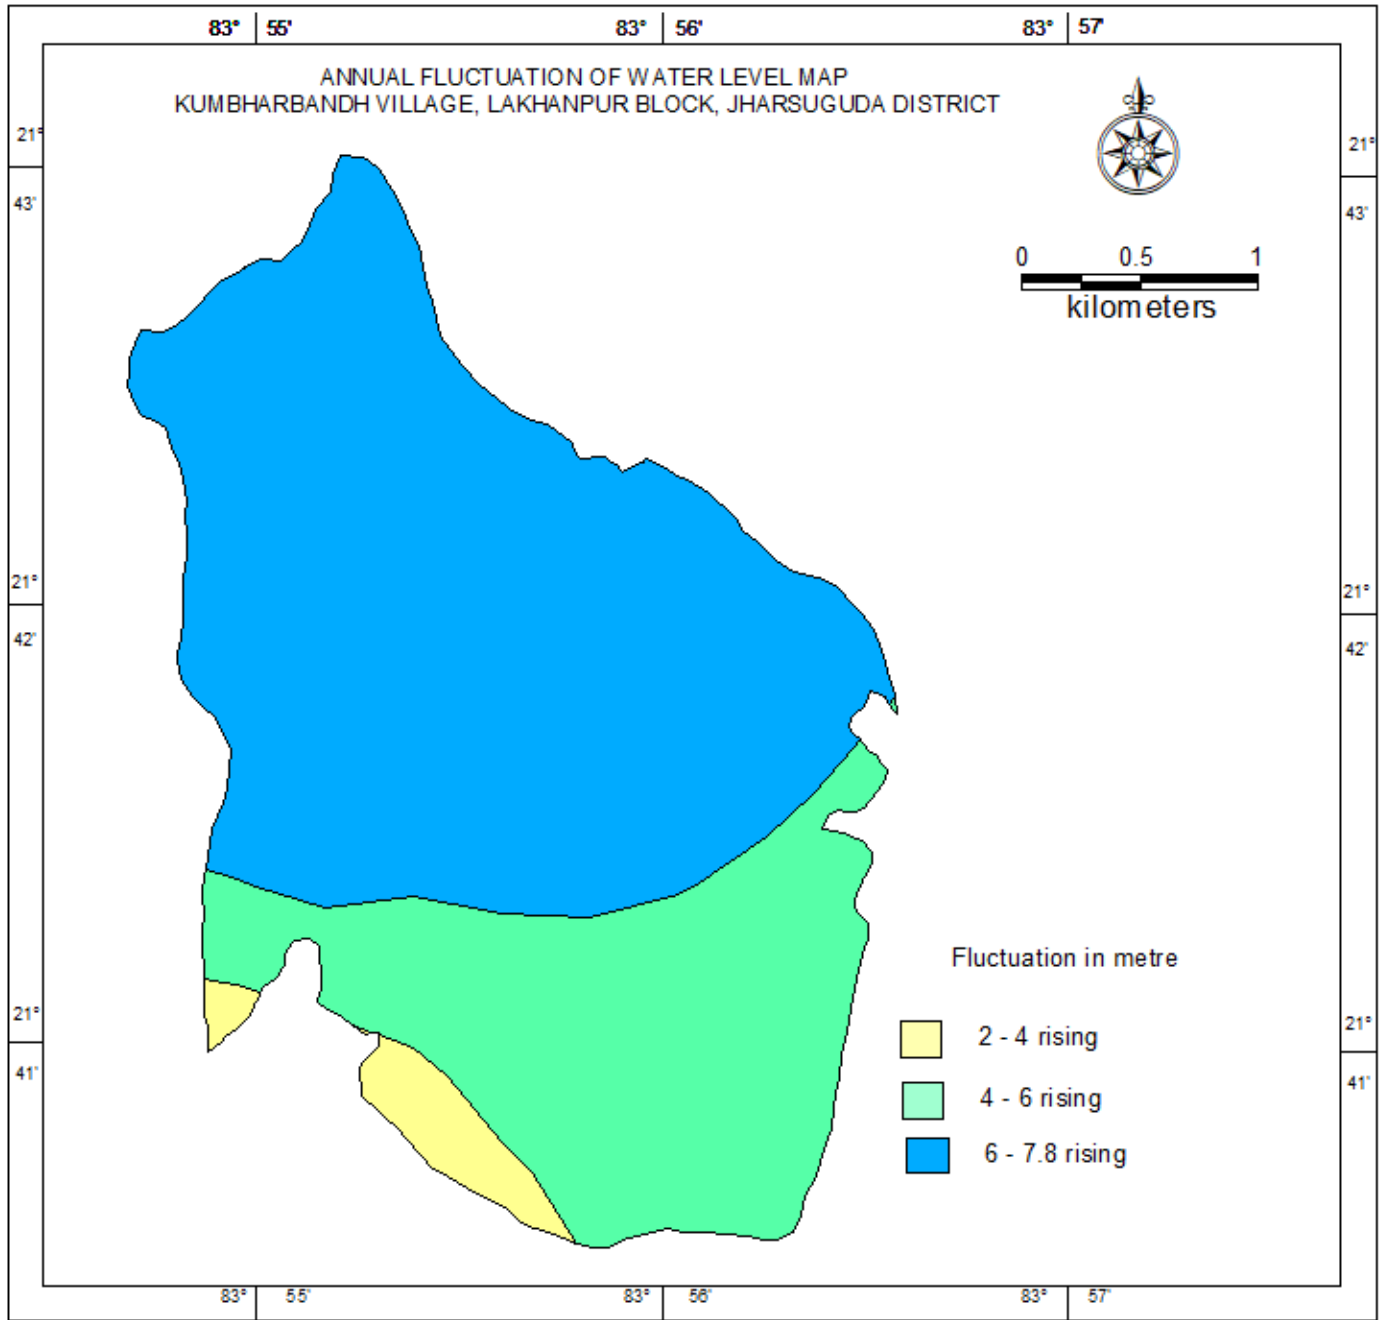 83° 55' 83° 56' 83° 57'
ANNUAL FLUCTUATION OF WATER LEVEL MAP
KUMBHARBANDH VILLAGE, LAKHANPUR BLOCK, JHARSUGUDA DISTRICT
21° 21°
43' 43'
0 0.5 1
kilometers
21° 21°
42' 42'
Fluctuation in metre
21° 21°
2 - 4 rising
41' 41'
4 - 6 rising
6 - 7.8 rising
83° 55' 83° 56' 83° 57'